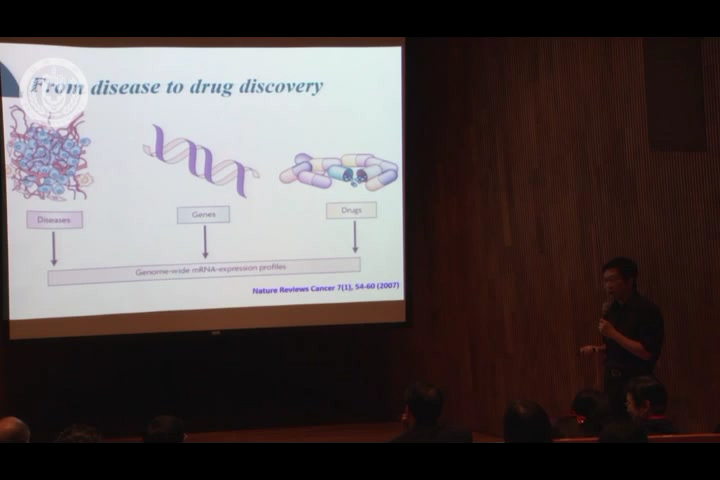 From disease to drug discovery
Diseases
Genes
Drugs
Genome-wide mRNA-expression profiles
Nature Reviews Cancer 7(1), 54-60 (2007)